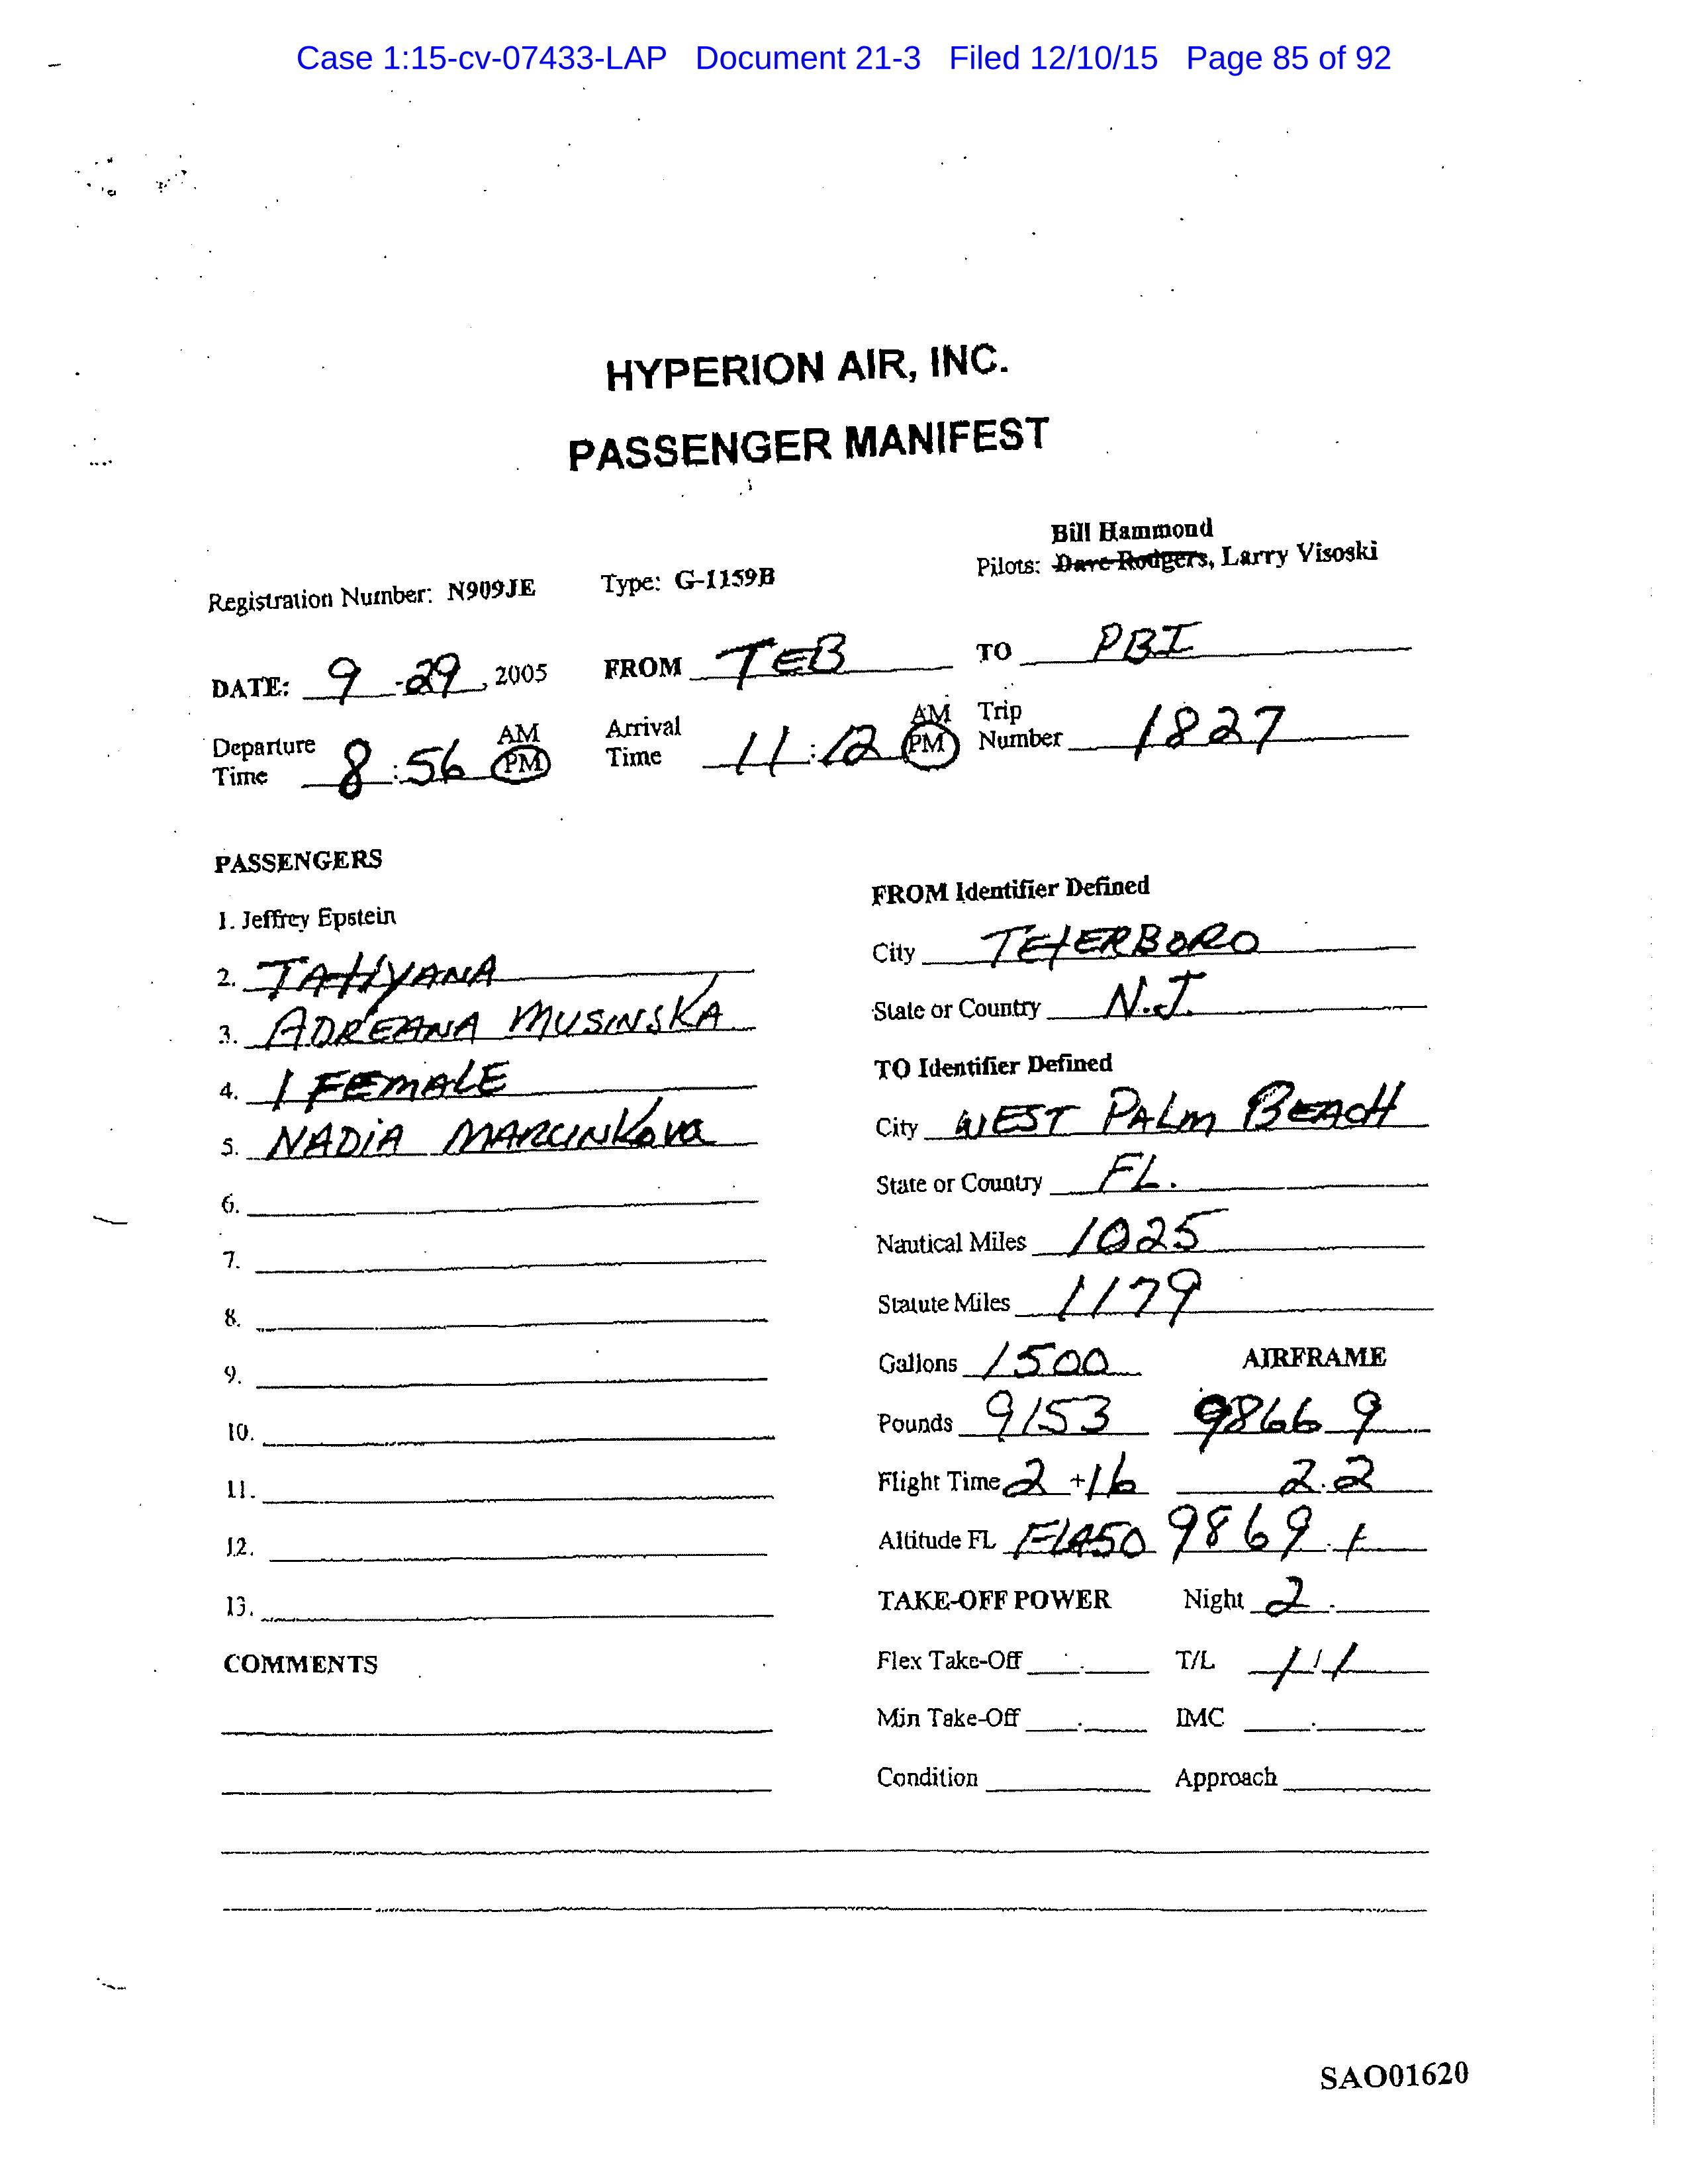 Case 1:15-cv-07433-LAP Document 21-3 Filed 12/10/15 Page 85 of 92
HYPERION AIR, INC.
PASSENGER MANIFEST
Bill Hammond
Registration Number: N909JE Type: G-1159B Pilots: Dave Rodgers, Larry Visoski
DATE: 9 - 29, 2005 FROM TEB TO PBI
Departure Time 8:56 AM PM Arrival Time 11:12 AM PM Trip Number 1827
PASSENGERS
1. Jeffrey Epstein
2. TATIYANA
3. ADREANA MUSINSKA
4. 1 FEMALE
5. NADIA MARCINKOVA
6.
7.
8.
9.
10.
11.
12.
13.
COMMENTS
FROM Identifier Defined
City TETERBORO
State or Country N.J.
TO Identifier Defined
City WEST PALM BEACH
State or Country FL.
Nautical Miles 1025
Statute Miles 1179
Gallons 1500 AIRFRAME
Pounds 9153 9866 9
Flight Time 2 +16 2.2
Altitude FL FL450 9869.1
TAKE-OFF POWER Night 2.
Flex Take-Off T/L 1/1
Min Take-Off IMC
Condition Approach
SAO01620